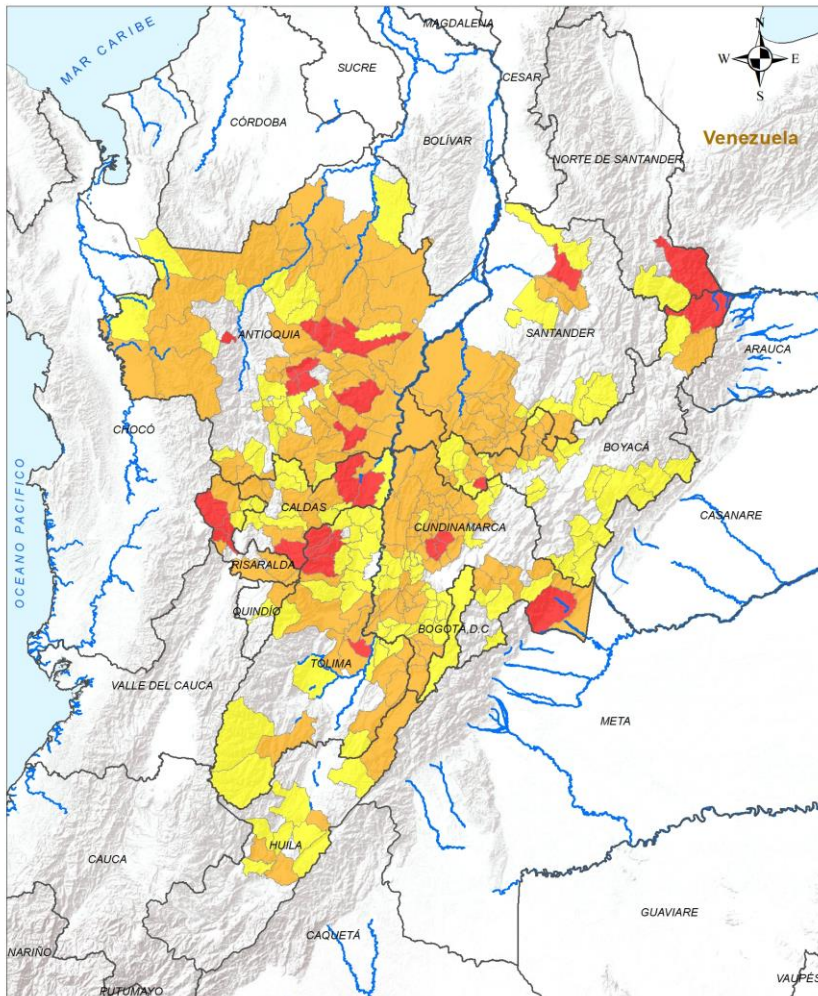 MAGDALENA
N
MAR CARIBE
SUCRE
CESAR
W
E
S
CÓRDOBA
BOLÍVAR
Venezuela
NORTE DE SANTANDER
ANTIOQUIA
SANTANDER
ARAUCA
CHOCÓ
BOYACÁ
CALDAS
CASANARE
CUNDINAMARCA
OCEANO PACIFICO
RISARALDA
QUINDÍO
BOGOTÁ, D.C.
TOLIMA
VALLE DEL CAUCA
META
HUILA
CAUCA
GUAVIARE
CAQUETÁ
NARIÑO
PUTUMAYO
VAUPÉS